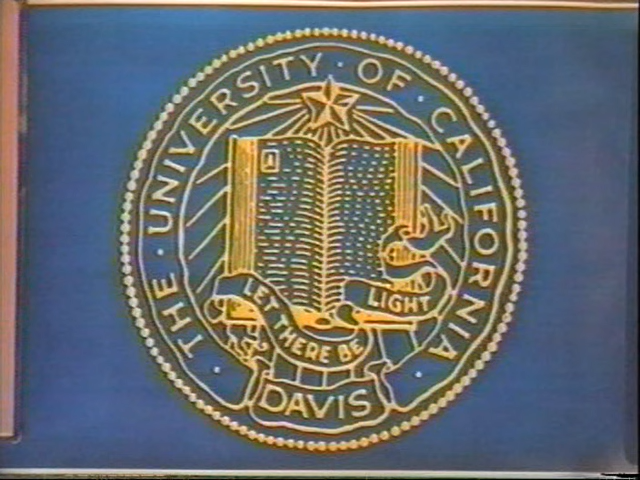 THE · UNIVERSITY · OF · CALIFORNIA
A
LET THERE BE LIGHT
DAVIS